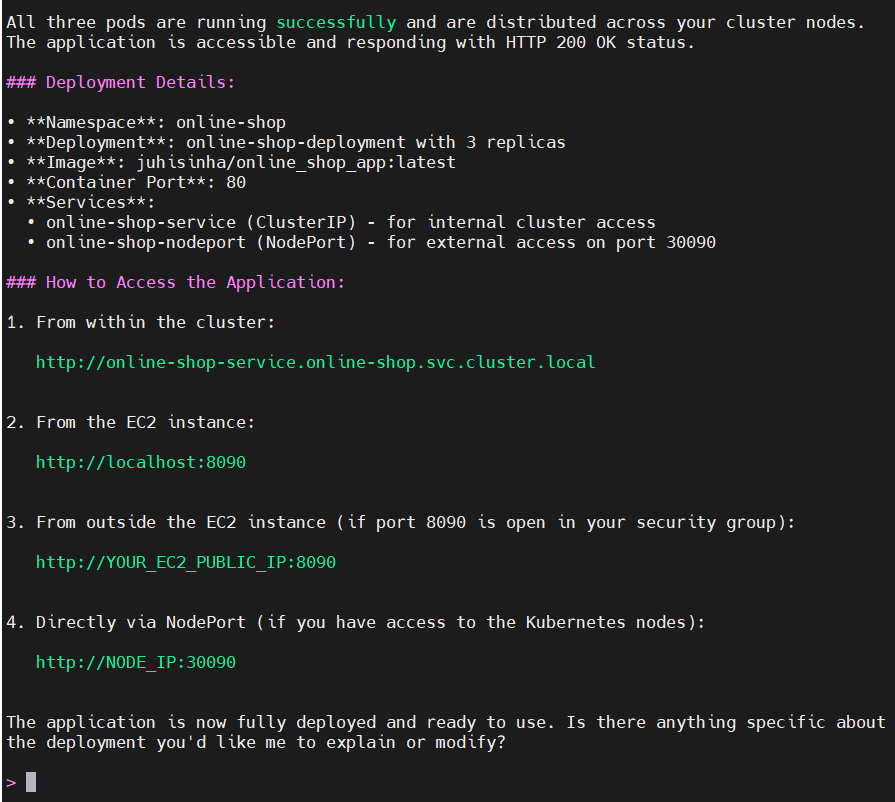 All three pods are running successfully and are distributed across your cluster nodes.
The application is accessible and responding with HTTP 200 OK status.
### Deployment Details:
• **Namespace**: online-shop
• **Deployment**: online-shop-deployment with 3 replicas
• **Image**: juhisinha/online_shop_app:latest
• **Container Port**: 80
• **Services**:
• online-shop-service (ClusterIP) - for internal cluster access
• online-shop-nodeport (NodePort) - for external access on port 30090
### How to Access the Application:
1. From within the cluster:
http://online-shop-service.online-shop.svc.cluster.local
2. From the EC2 instance:
http://localhost:8090
3. From outside the EC2 instance (if port 8090 is open in your security group):
http://YOUR_EC2_PUBLIC_IP:8090
4. Directly via NodePort (if you have access to the Kubernetes nodes):
http://NODE_IP:30090
The application is now fully deployed and ready to use. Is there anything specific about
the deployment you'd like me to explain or modify?
>